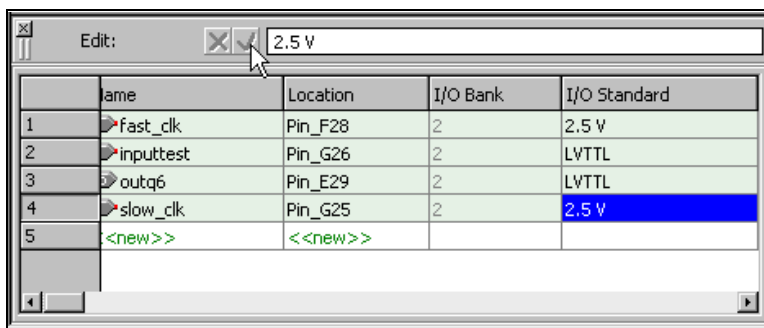 Edit: 2.5 V
lame Location I/O Bank I/O Standard
1 fast_clk Pin_F28 2 2.5 V
2 inputtest Pin_G26 2 LVTTL
3 outq6 Pin_E29 2 LVTTL
4 slow_clk Pin_G25 2 2.5 V
5 <new>> <<new>>